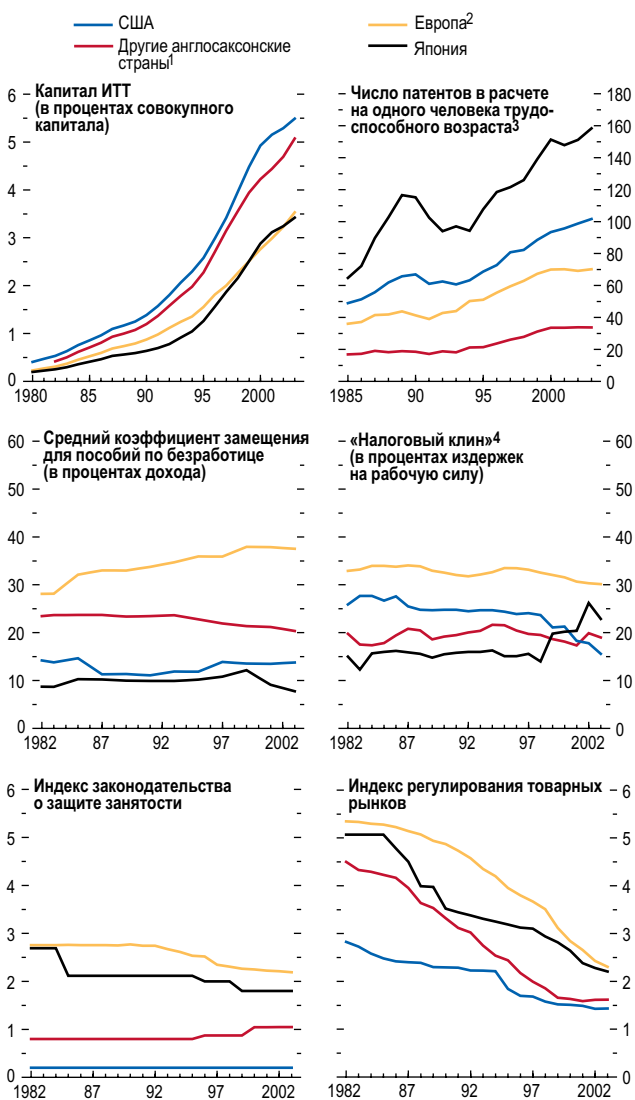 США
Другие англосаксонские
страны1
Европа2
Япония
Капитал ИТТ
(в процентах совокупного
капитала)
6
5
4
3
2
1
0
1980 85 90 95 2000
Число патентов в расчете
на одного человека трудо-
способного возраста3
180
160
140
120
100
80
60
40
20
0
1985 90 95 2000
Средний коэффициент замещения
для пособий по безработице
(в процентах дохода)
60
50
40
30
20
10
0
1982 87 92 97 2002
«Налоговый клин»4
(в процентах издержек
на рабочую силу)
60
50
40
30
20
10
0
1982 87 92 97 2002
Индекс законодательства
о защите занятости
6
5
4
3
2
1
0
1982 87 92 97 2002
Индекс регулирования товарных
рынков
6
5
4
3
2
1
0
1982 87 92 97 2002